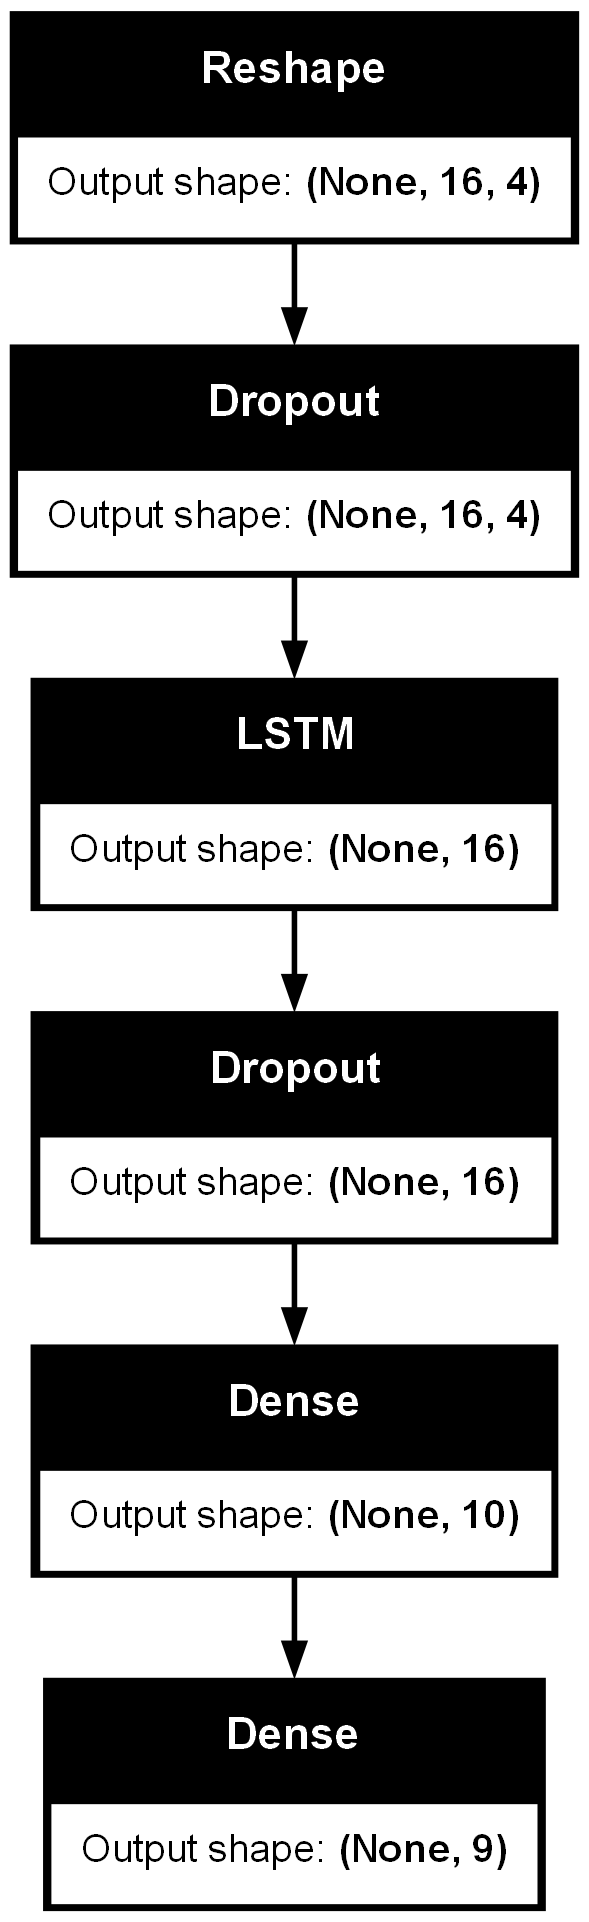 Reshape
Output shape: (None, 16, 4)
Dropout
Output shape: (None, 16, 4)
LSTM
Output shape: (None, 16)
Dropout
Output shape: (None, 16)
Dense
Output shape: (None, 10)
Dense
Output shape: (None, 9)